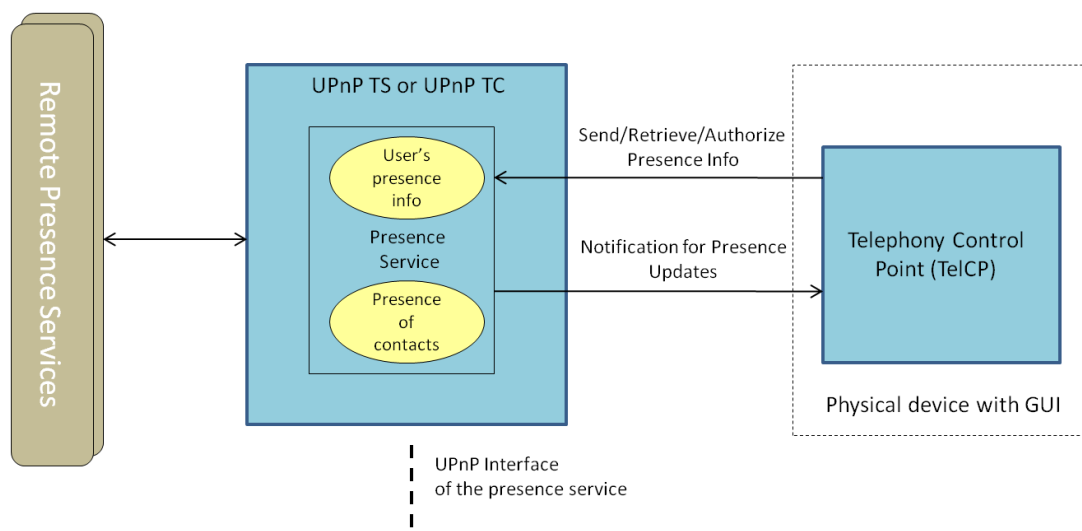 Remote Presence Services
UPnP TS or UPnP TC
User's
presence
info
Presence
Service
Presence
of
contacts
Send/Retrieve/Authorize
Presence Info
Notification for Presence
Updates
Telephony Control
Point (TelCP)
Physical device with GUI
UPnP Interface
of the presence service